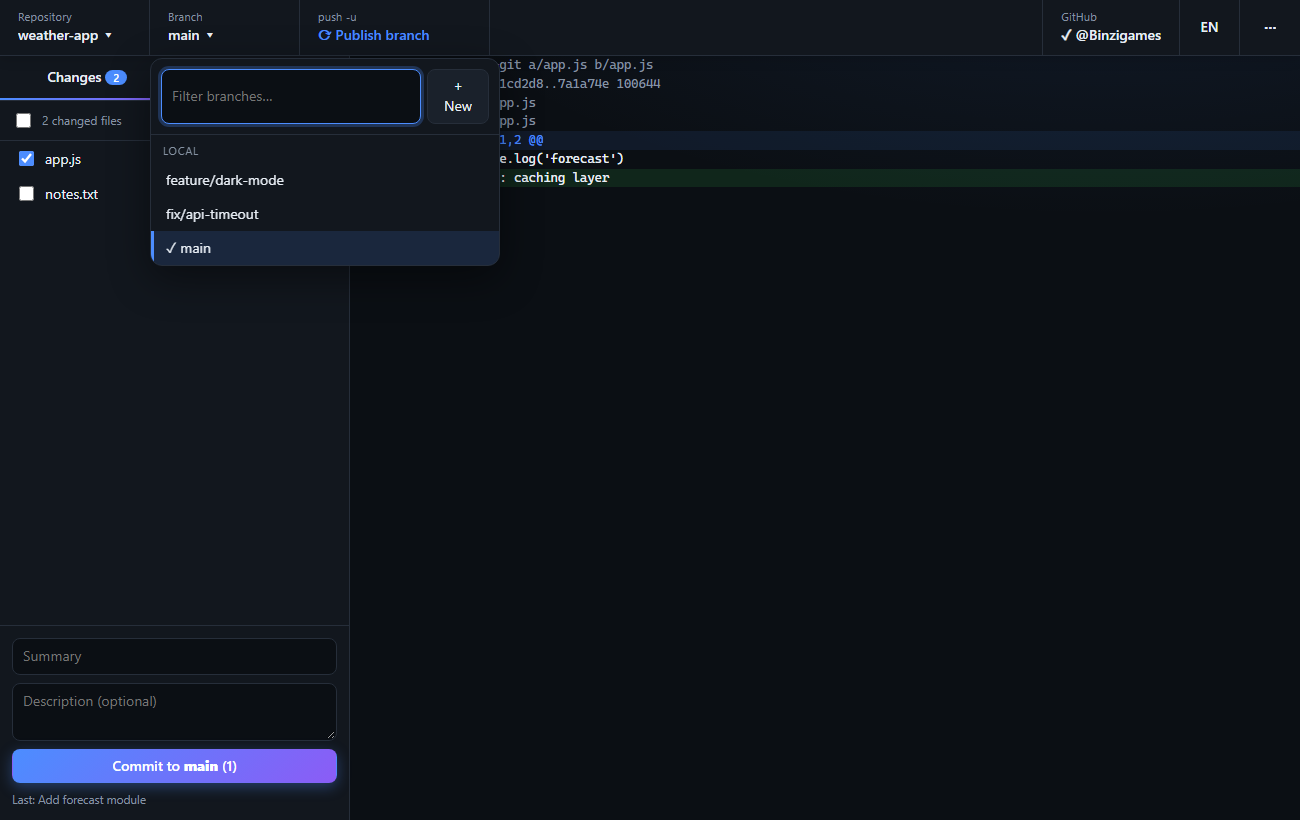 Repository
weather-app ▾
Branch
main ▾
push -u
⟳ Publish branch
GitHub
✓ @Binzigames
EN
···
Changes 2
2 changed files
app.js
notes.txt
Filter branches...
+
New
LOCAL
feature/dark-mode
fix/api-timeout
✓ main
git a/app.js b/app.js
1cd2d8..7a1a74e 100644
pp.js
pp.js
1,2 @@
e.log('forecast')
: caching layer
Summary
Description (optional)
Commit to main (1)
Last: Add forecast module